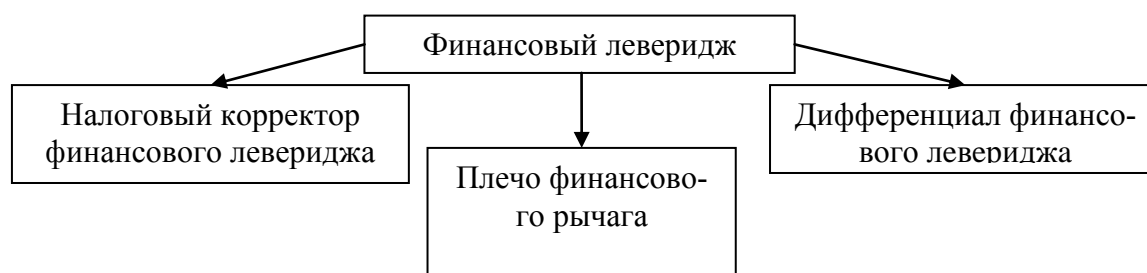 Финансовый леверидж
Налоговый корректор
финансового левериджа
Плечо финансово-
го рычага
Дифференциал финансо-
вого левериджа